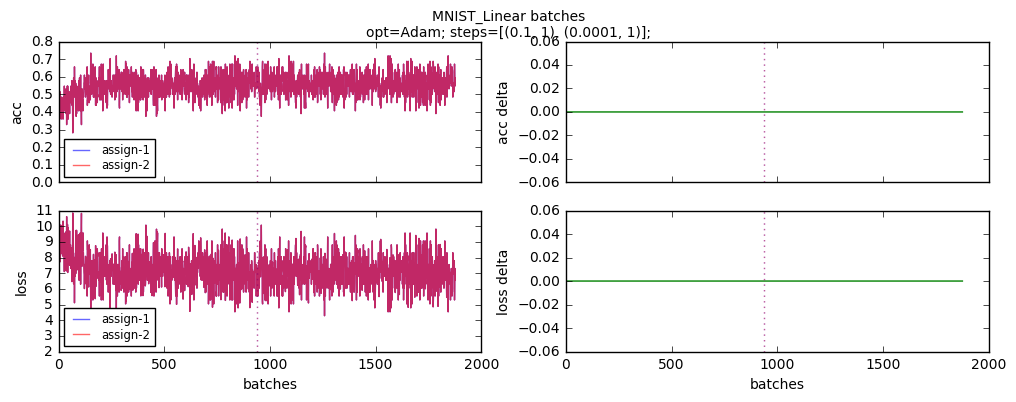 MNIST_Linear batches
opt=Adam; steps=[(0.1, 1), (0.0001, 1)];
0.8
0.7
0.6
0.5
0.4
0.3
0.2
0.1
0.0
acc
assign-1
assign-2
0.06
0.04
0.02
0.00
−0.02
−0.04
−0.06
acc delta
11
10
9
8
7
6
5
4
3
2
loss
assign-1
assign-2
0 500 1000 1500 2000
batches
0.06
0.04
0.02
0.00
−0.02
−0.04
−0.06
loss delta
0 500 1000 1500 2000
batches